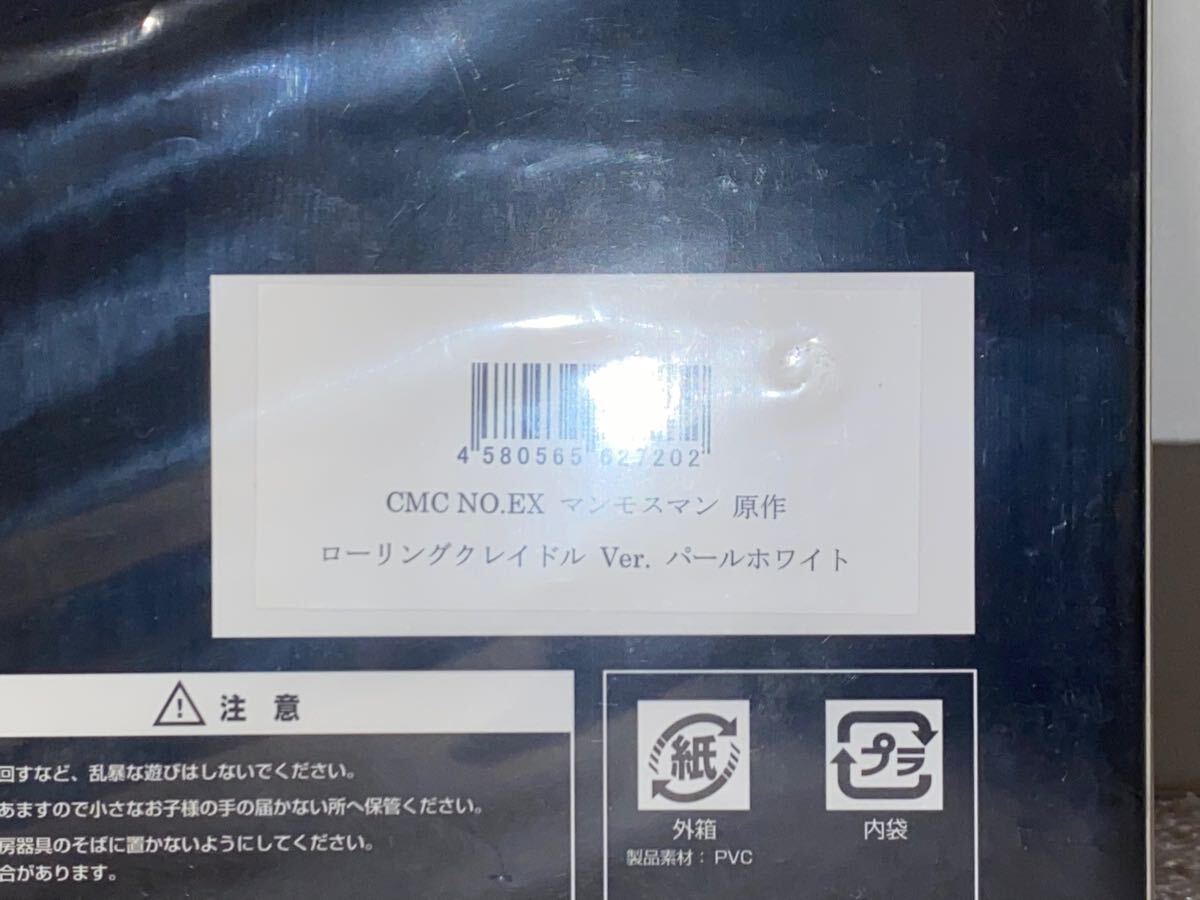 4 580565 627202
CMC NO.EX マンモスマン 原作
ローリングクレイドル Ver. パールホワイト
注 意
回すなど、乱暴な遊びはしないでください。
あますので小さなお子様の手の届かない所へ保管ください。
房器具のそばに置かないようにしてください。
合があります。
紙
プラ
外箱
内袋
製品素材：PVC